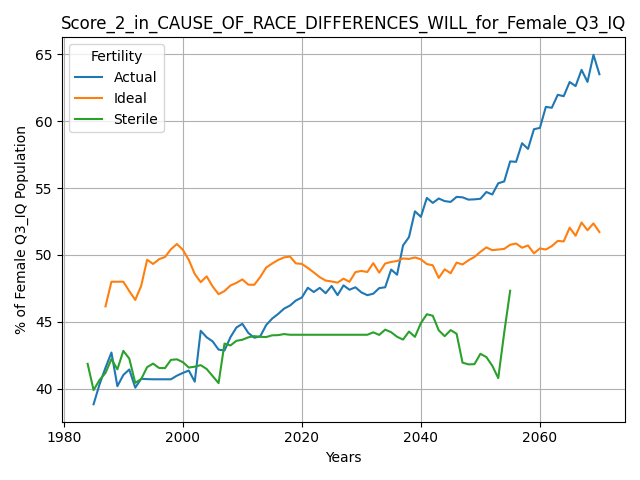 Score_2_in_CAUSE_OF_RACE_DIFFERENCES_WILL_for_Female_Q3_IQ
65
60
55
50
45
40
% of Female Q3_IQ Population
Fertility
Actual
Ideal
Sterile
1980
2000
2020
2040
2060
Years